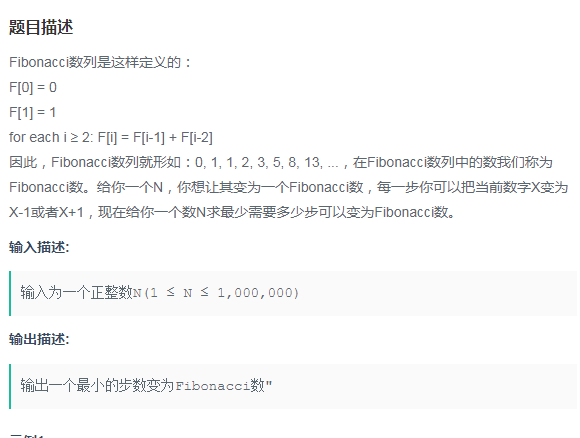 题目描述
Fibonacci数列是这样定义的：
F[0] = 0
F[1] = 1
for each i ≥ 2: F[i] = F[i-1] + F[i-2]
因此，Fibonacci数列就形如：0, 1, 1, 2, 3, 5, 8, 13, ...，在Fibonacci数列中的数我们称为
Fibonacci数。给你一个N，你想让其变为一个Fibonacci数，每一步你可以把当前数字X变为
X-1或者X+1，现在给你一个数N求最少需要多少步可以变为Fibonacci数。
输入描述:
输入为一个正整数N(1 ≤ N ≤ 1,000,000)
输出描述:
输出一个最小的步数变为Fibonacci数"